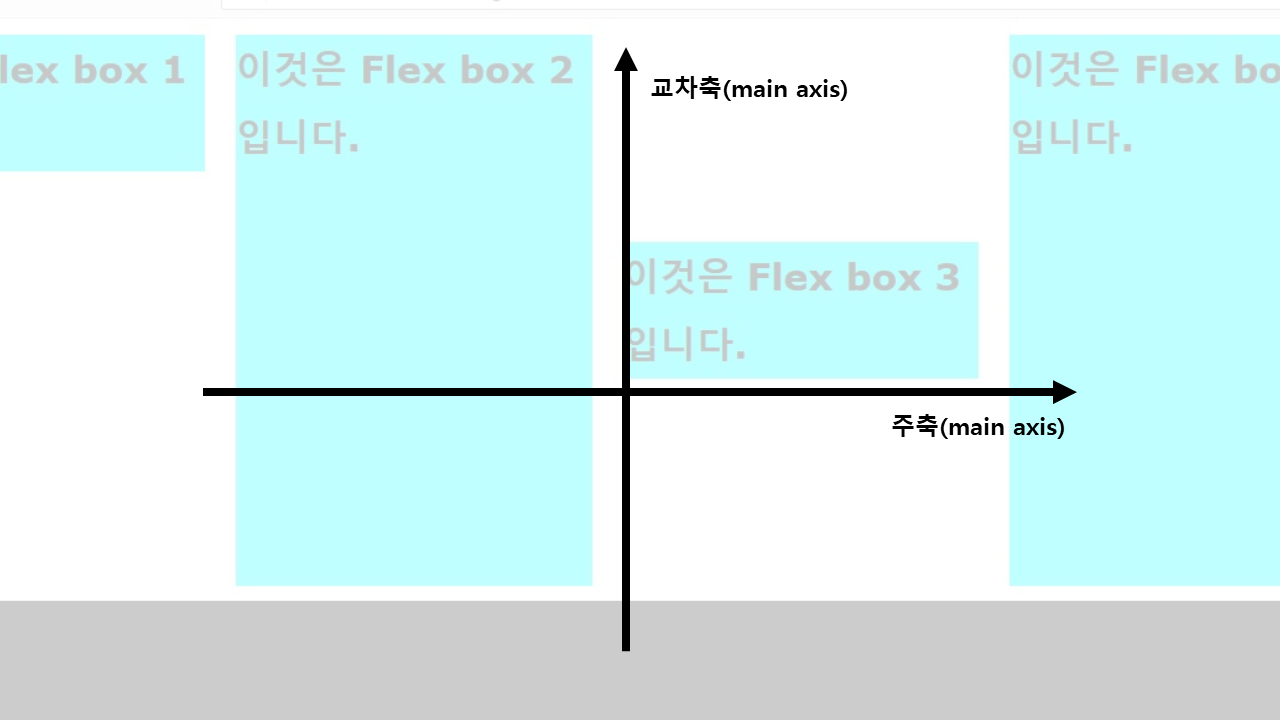 lex box 1
이것은 Flex box 2
입니다.
교차축(main axis)
이것은 Flex box 3
입니다.
주축(main axis)
이것은 Flex bo
입니다.